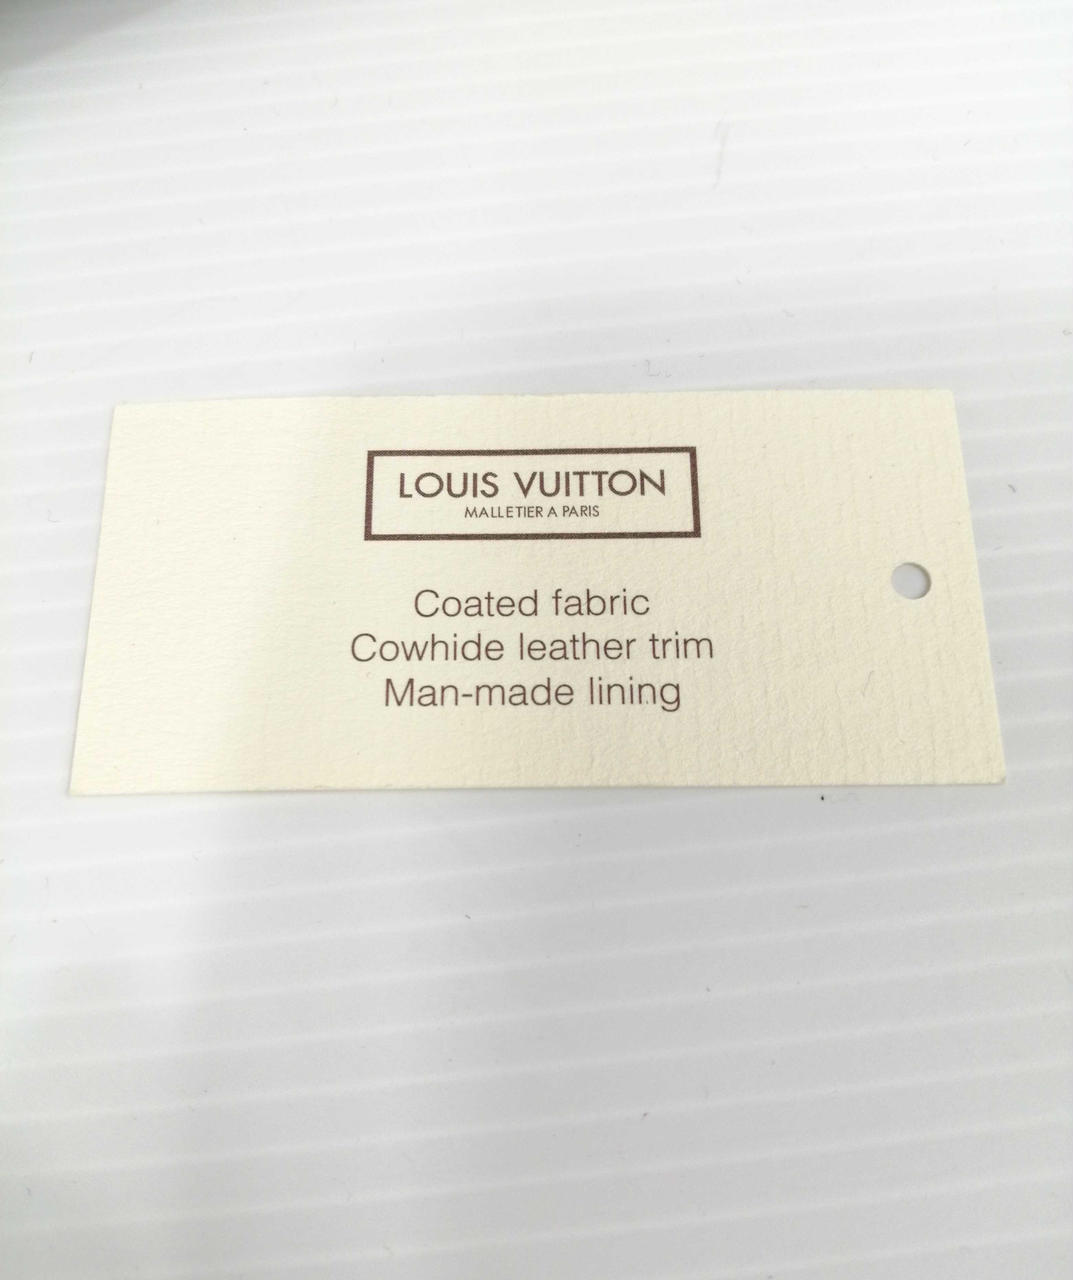 LOUIS VUITTON
MALLETIER A PARIS
Coated fabric
Cowhide leather trim
Man-made lining